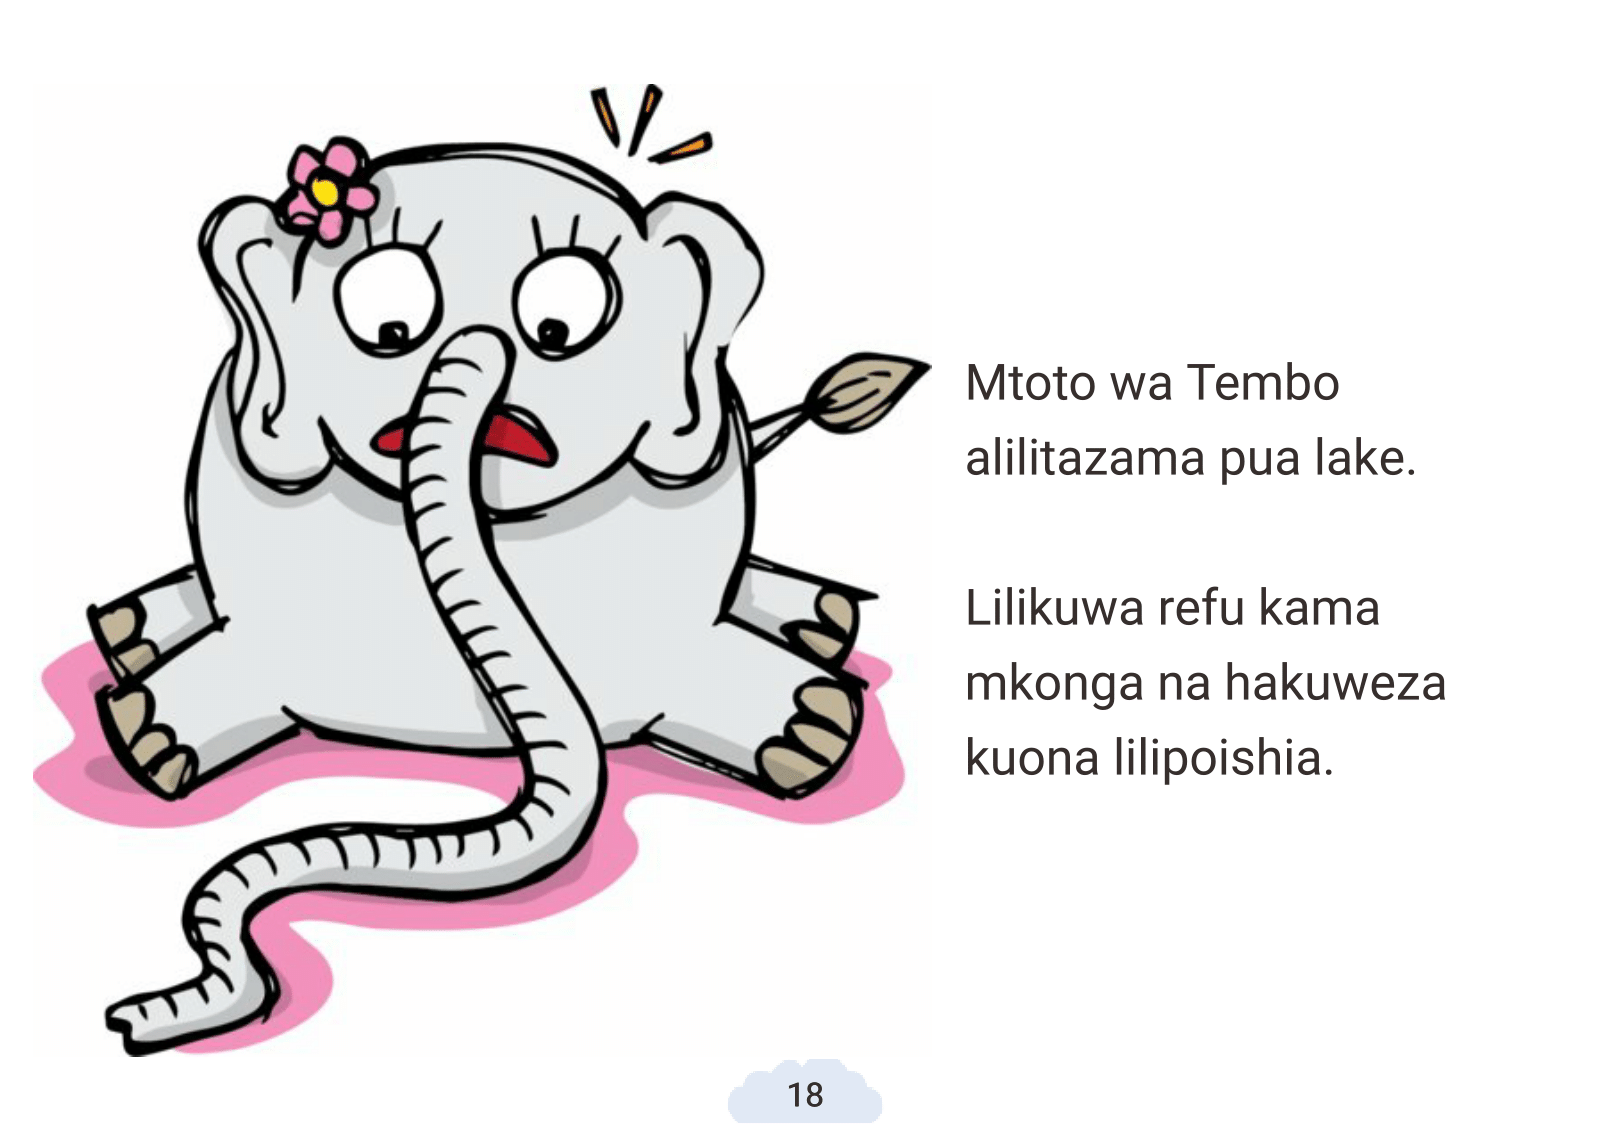 Mtoto wa Tembo
alilitazama pua lake.
Lilikuwa refu kama
mkonga na hakuweza
kuona lilipoishia.
18